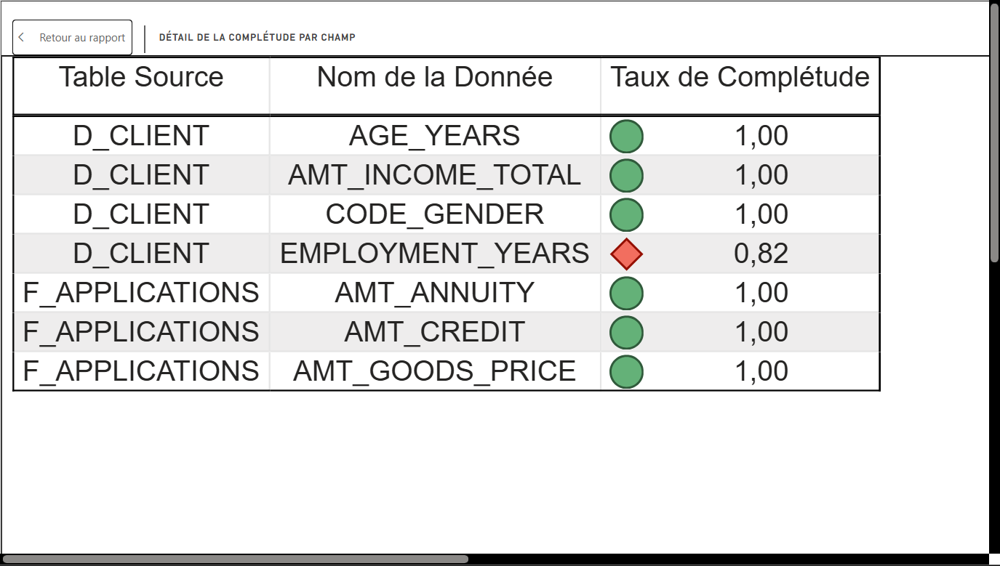 Retour au rapport
DÉTAIL DE LA COMPLÉTUDE PAR CHAMP
Table Source Nom de la Donnée Taux de Complétude
D_CLIENT AGE_YEARS 1,00
D_CLIENT AMT_INCOME_TOTAL 1,00
D_CLIENT CODE_GENDER 1,00
D_CLIENT EMPLOYMENT_YEARS 0,82
F_APPLICATIONS AMT_ANNUITY 1,00
F_APPLICATIONS AMT_CREDIT 1,00
F_APPLICATIONS AMT_GOODS_PRICE 1,00